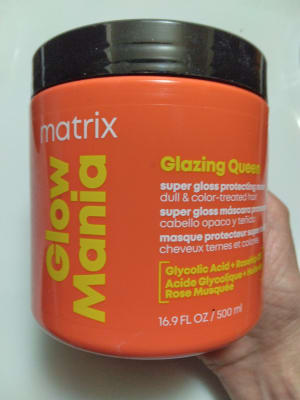 matrix
Glow
Mania
Glazing Queen
super gloss protecting
dull & color-treated hair
super gloss máscara
cabello opaco y teñido
masque protecteur super
cheveux ternes et colorés
Glycolic Acid + Rosehip
Acide Glycolique +
Rose Musquée
16.9 FL OZ / 500 ml